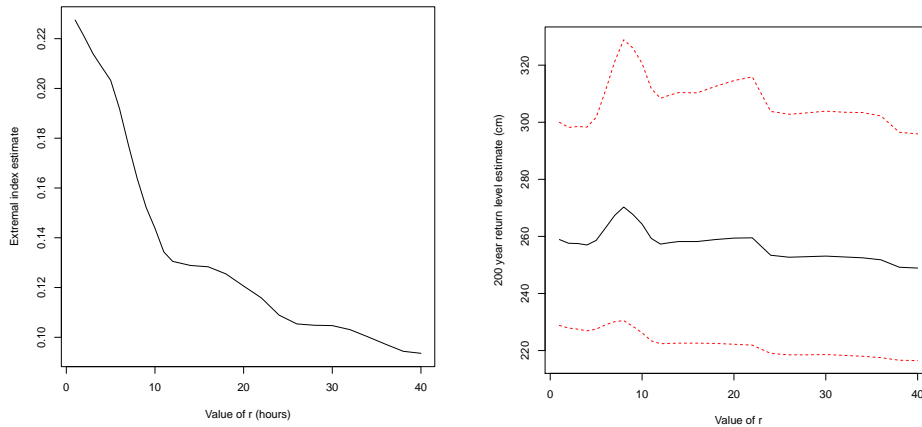 Extremal index estimate
0.22
0.20
0.18
0.16
0.14
0.12
0.10
0 10 20 30 40
Value of r (hours)
200 year return level estimate (cm)
320
300
280
260
240
220
0 10 20 30 40
Value of r